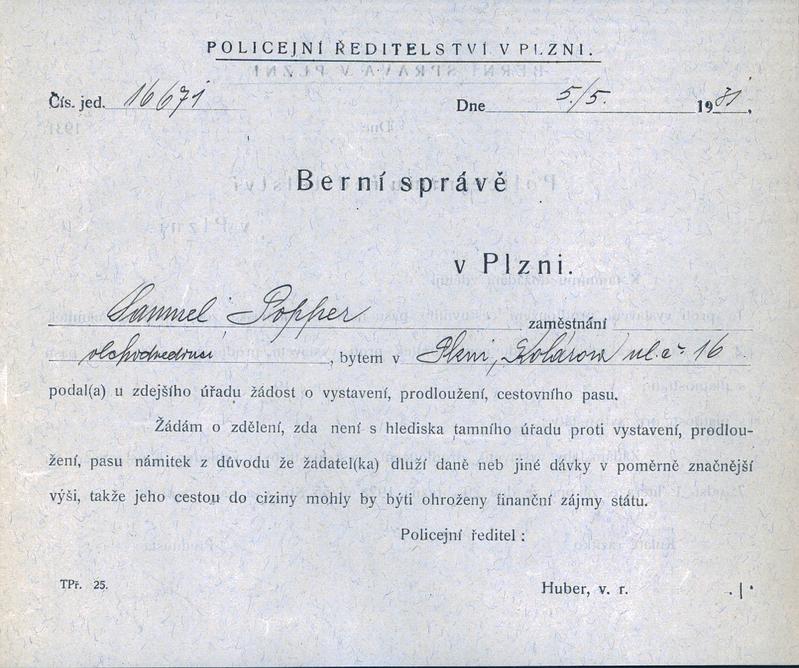 POLICEJNÍ ŘEDITELSTVÍ V PLZNI.
Čís. jed. 16671 Dne 5./5. 1931.
Berní správě
v Plzni.
Samuel Popper zaměstnání
obchodvedoucí, bytem v Plzni, Kolárova ul. č. 16
podal(a) u zdejšího úřadu žádost o vystavení, prodloužení, cestovního pasu.
Žádám o zdělení, zda není s hlediska tamního úřadu proti vystavení, prodlou-
žení, pasu námitek z důvodu že žadatel(ka) dluží daně neb jiné dávky v poměrně značnější
výši, takže jeho cestou do ciziny mohly by býti ohroženy finanční zájmy státu.
Policejní ředitel :
TPř. 25. Huber, v. r.